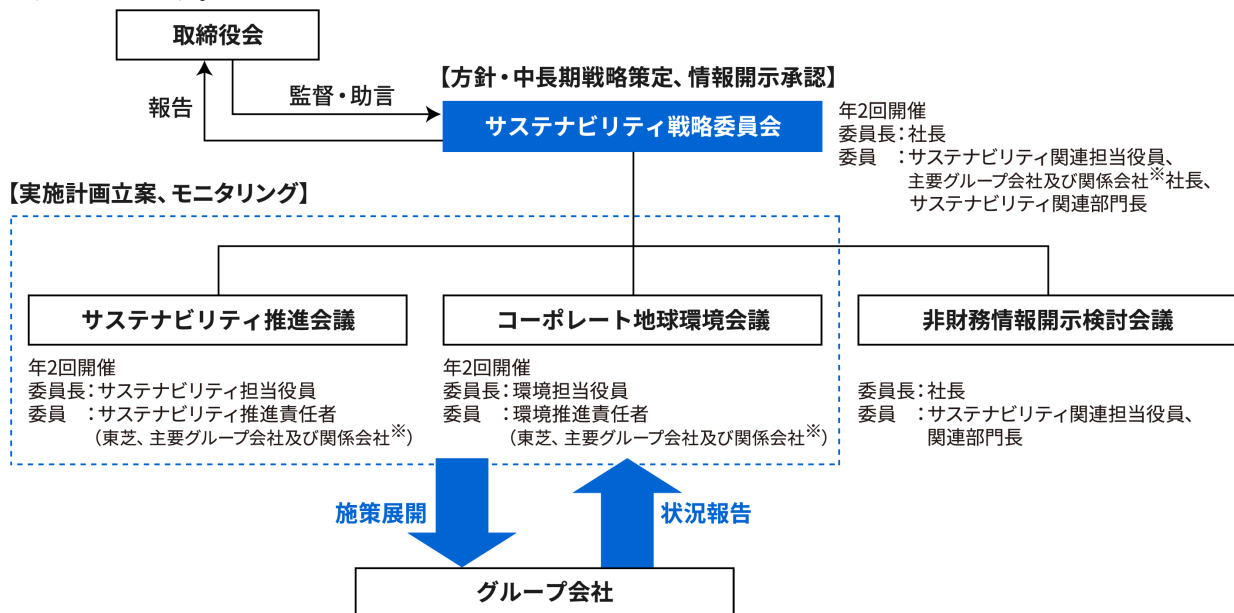 取締役会
【方針・中長期戦略策定、情報開示承認】
報告
監督・助言
サステナビリティ戦略委員会
年2回開催
委員長：社長
委員　：サステナビリティ関連担当役員、
主要グループ会社及び関係会社※社長、
サステナビリティ関連部門長
【実施計画立案、モニタリング】
サステナビリティ推進会議
年2回開催
委員長：サステナビリティ担当役員
委員　：サステナビリティ推進責任者
（東芝、主要グループ会社及び関係会社※）
コーポレート地球環境会議
年2回開催
委員長：環境担当役員
委員　：環境推進責任者
（東芝、主要グループ会社及び関係会社※）
非財務情報開示検討会議
委員長：社長
委員　：サステナビリティ関連担当役員、
関連部門長
施策展開
状況報告
グループ会社